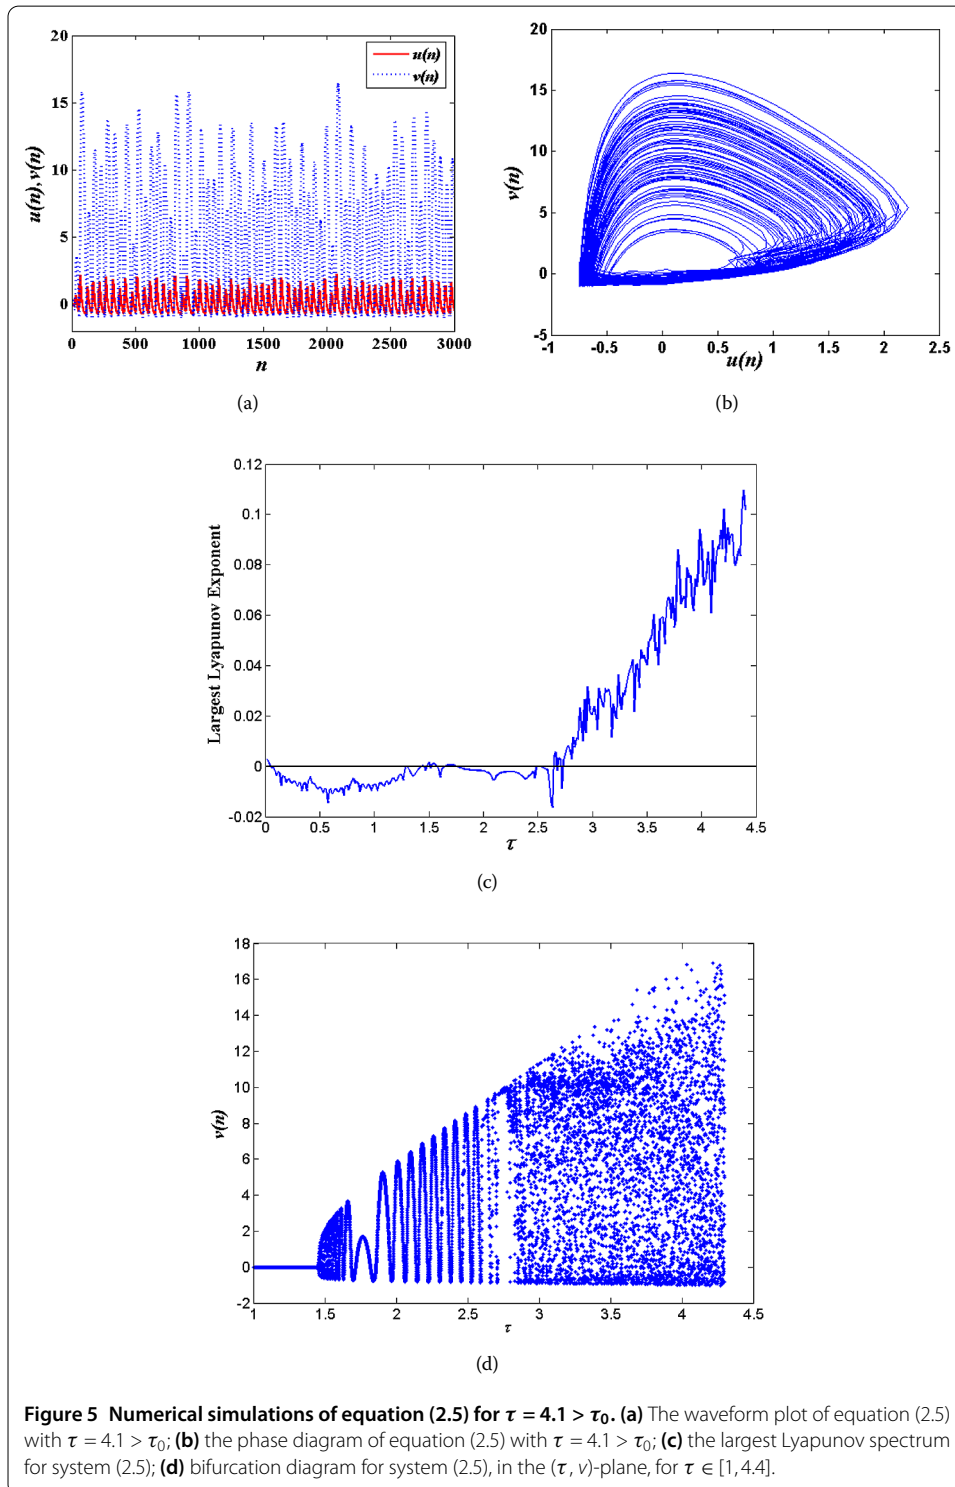 20
15
10
5
0
u(n), v(n)
u(n)
v(n)
0 500 1000 1500 2000 2500 3000
n
(a)
20
15
10
5
0
-5
v(n)
-1 -0.5 0 0.5 1 1.5 2 2.5
u(n)
(b)
0.12
0.1
0.08
0.06
0.04
0.02
0
-0.02
Largest Lyapunov Exponent
0 0.5 1 1.5 2 2.5 3 3.5 4 4.5
τ
(c)
18
16
14
12
10
8
6
4
2
0
-2
v(n)
1 1.5 2 2.5 3 3.5 4 4.5
τ
(d)
Figure 5 Numerical simulations of equation (2.5) for τ = 4.1 > τ₀. (a) The waveform plot of equation (2.5)
with τ = 4.1 > τ₀; (b) the phase diagram of equation (2.5) with τ = 4.1 > τ₀; (c) the largest Lyapunov spectrum
for system (2.5); (d) bifurcation diagram for system (2.5), in the (τ, v)-plane, for τ ∈ [1, 4.4].